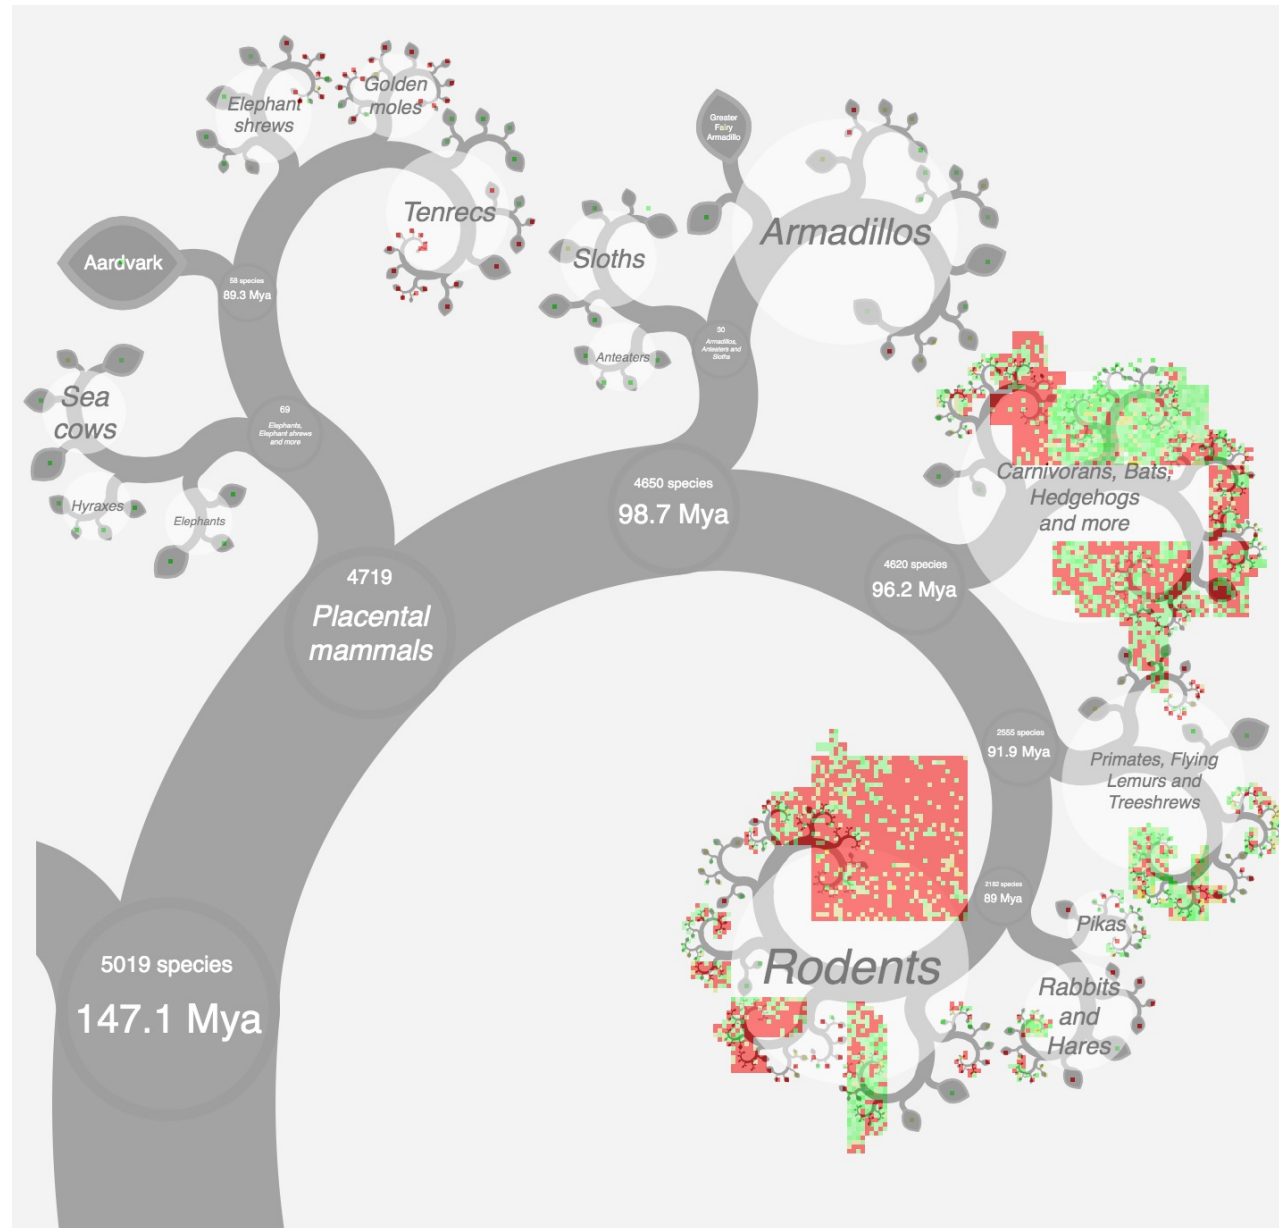 Elephant
shrews
Golden
moles
Tenrecs
Aardvark
58 species
89.3 Mya
Sea
cows
69
Elephants,
Elephant shrews
and more
Hyraxes
Elephants
Greater
Fairy
Armadillo
Armadillos
Sloths
Anteaters
30
Armadillos,
Anteaters and
Sloths
4650 species
98.7 Mya
4719
Placental
mammals
Carnivorans, Bats,
Hedgehogs
and more
4620 species
96.2 Mya
2555 species
91.9 Mya
Primates, Flying
Lemurs and
Treeshrews
2182 species
89 Mya
Pikas
Rabbits
and
Hares
Rodents
5019 species
147.1 Mya